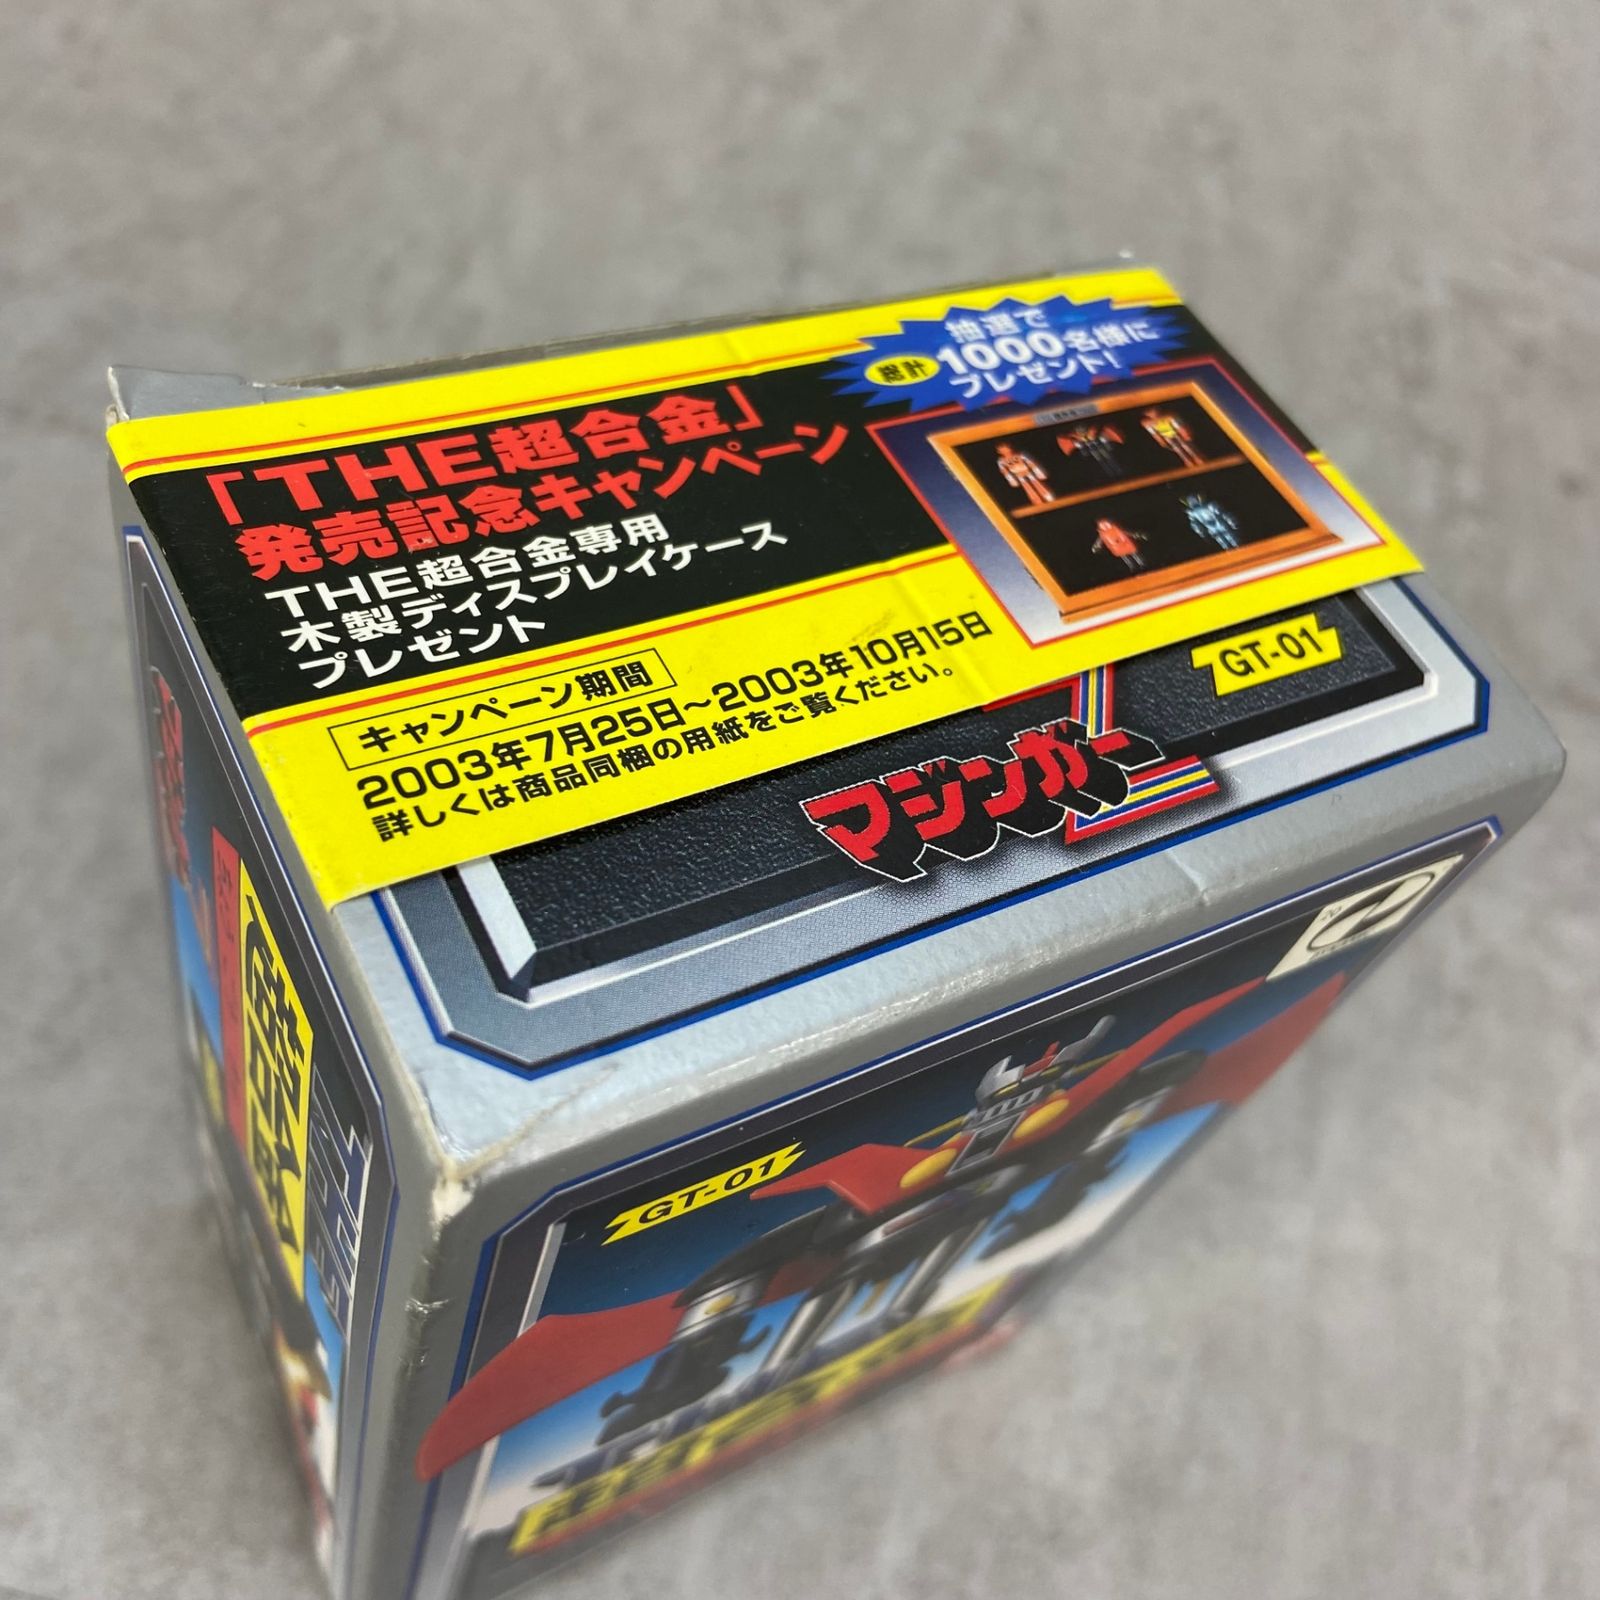 抽選で
総計1000名様に
プレゼント!
「THE超合金」
発売記念キャンペーン
THE超合金専用
木製ディスプレイケース
プレゼント
キャンペーン期間
2003年7月25日~2003年10月15日
詳しくは商品同梱の用紙をご覧ください。
GT-01
マジンガーZ
GT-01
THE
超合金